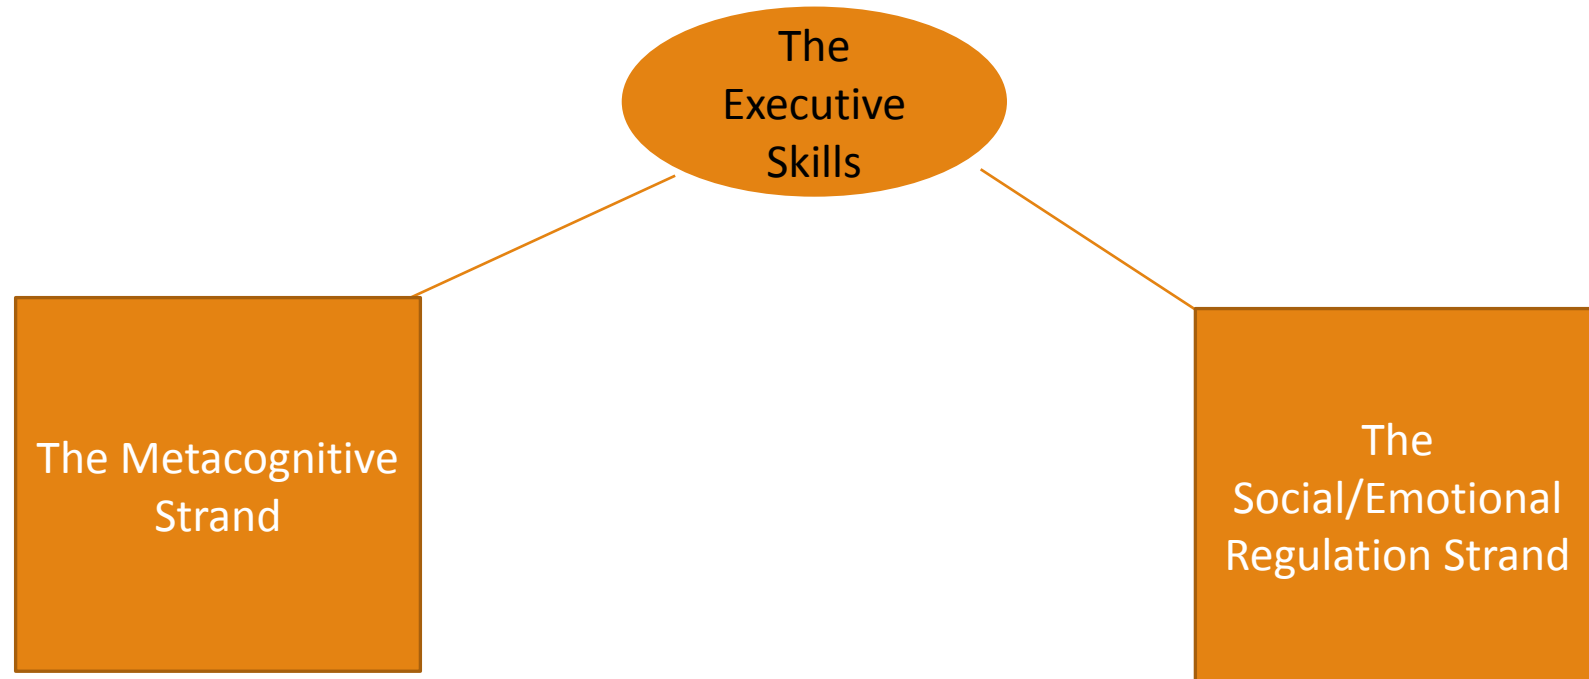 The
Executive
Skills
The Metacognitive
Strand
The
Social/Emotional
Regulation Strand